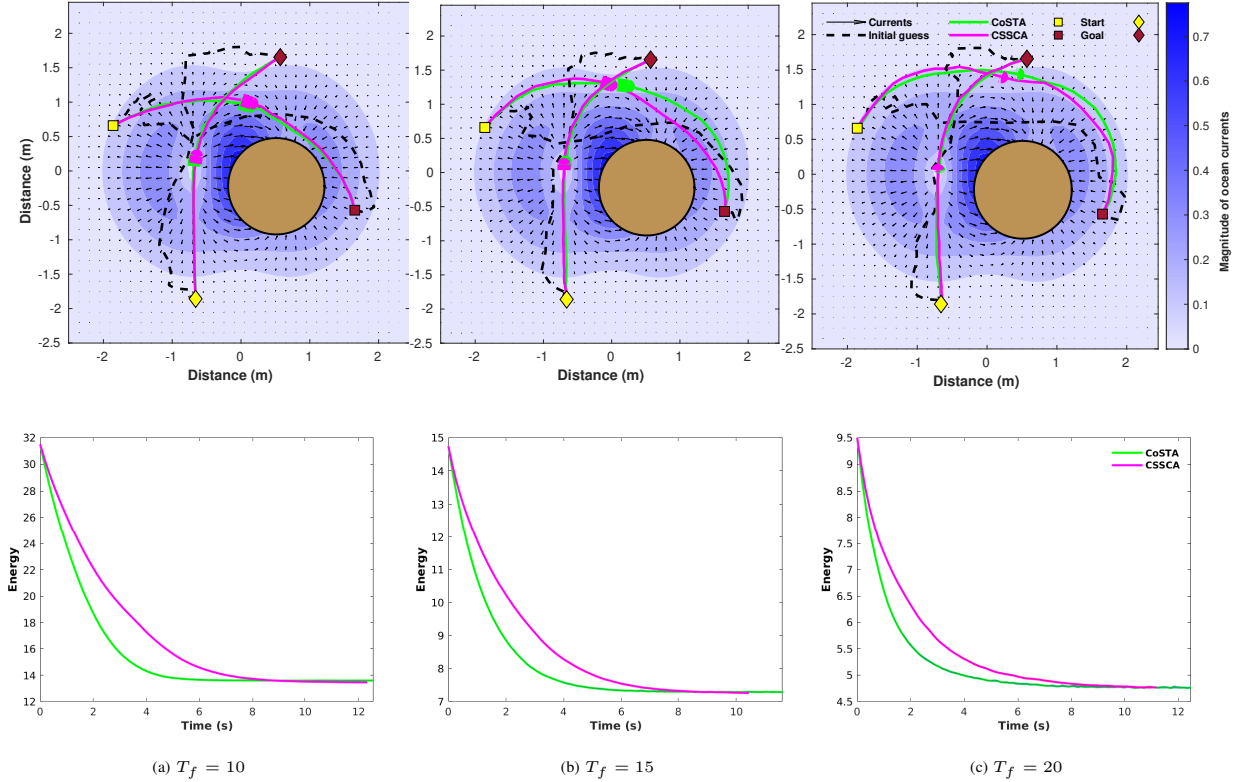 Currents
Initial guess
CoSTA
CSSCA
Start
Goal
2
1.5
1
0.5
0
-0.5
-1
-1.5
-2
-2.5
-2 -1 0 1 2
Distance (m)
Distance (m)
2
1.5
1
0.5
0
-0.5
-1
-1.5
-2
-2.5
-2 -1 0 1 2
Distance (m)
2
1.5
1
0.5
0
-0.5
-1
-1.5
-2
-2.5
-2 -1 0 1 2
Distance (m)
0.7
0.6
0.5
0.4
0.3
0.2
0.1
0
Magnitude of ocean currents
32
30
28
26
24
22
20
18
16
14
12
0 2 4 6 8 10 12
Energy
Time (s)
15
14
13
12
11
10
9
8
7
0 2 4 6 8 10
Energy
Time (s)
9.5
9
8.5
8
7.5
7
6.5
6
5.5
5
4.5
0 2 4 6 8 10 12
Energy
Time (s)
CoSTA
CSSCA
(a) T_f = 10
(b) T_f = 15
(c) T_f = 20